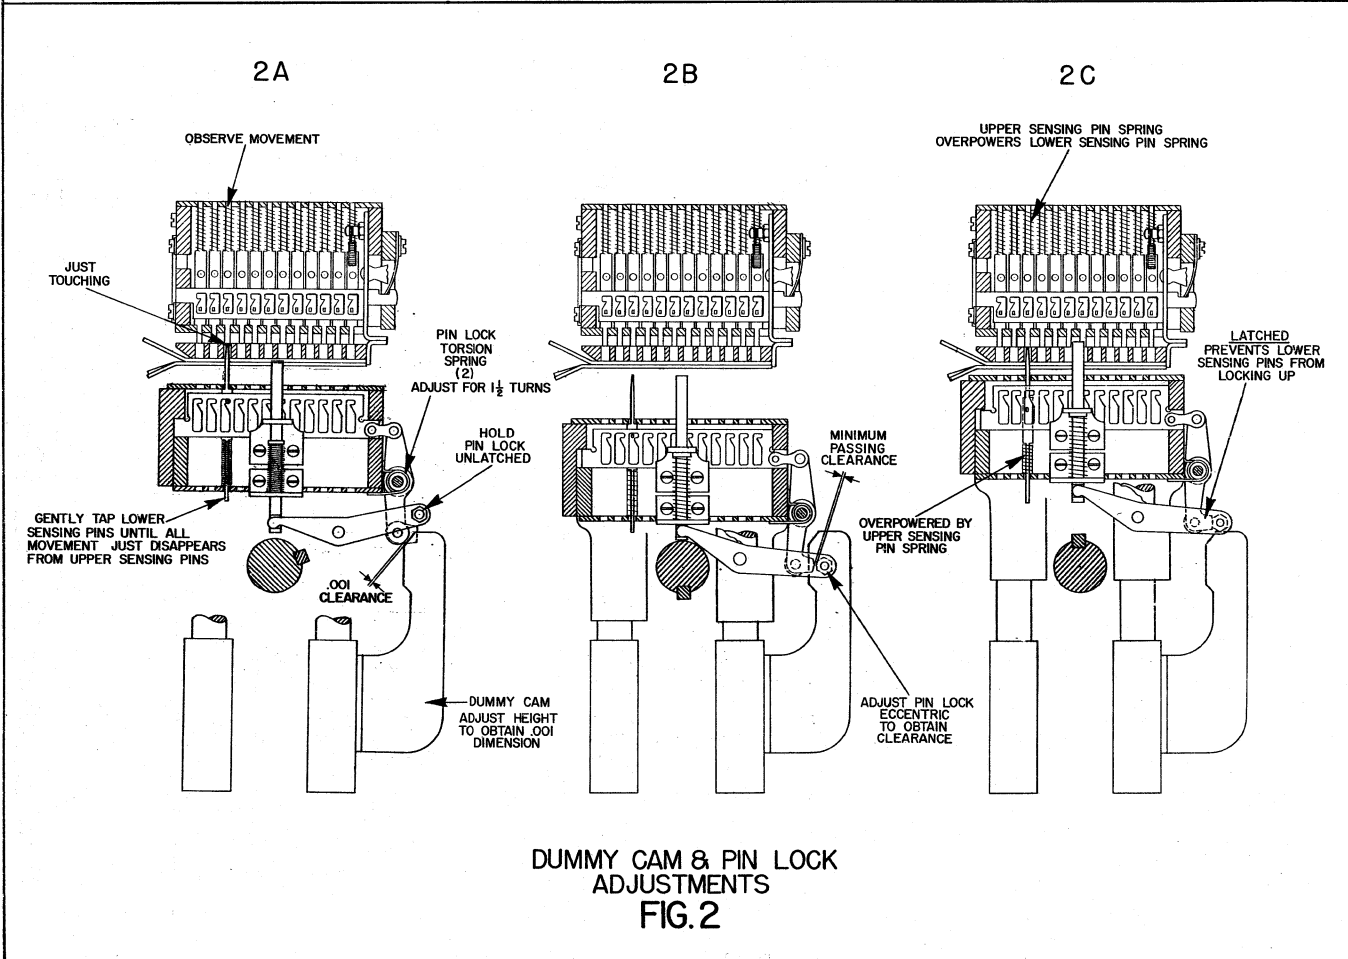 2A
2B
2C
OBSERVE MOVEMENT
UPPER SENSING PIN SPRING
OVERPOWERS LOWER SENSING PIN SPRING
JUST
TOUCHING
PIN LOCK
TORSION
SPRING
(2)
ADJUST FOR 1½ TURNS
HOLD
PIN LOCK
UNLATCHED
GENTLY TAP LOWER
SENSING PINS UNTIL ALL
MOVEMENT JUST DISAPPEARS
FROM UPPER SENSING PINS
.001
CLEARANCE
DUMMY CAM
ADJUST HEIGHT
TO OBTAIN .001
DIMENSION
MINIMUM
PASSING
CLEARANCE
ADJUST PIN LOCK
ECCENTRIC
TO OBTAIN
CLEARANCE
LATCHED
PREVENTS LOWER
SENSING PINS FROM
LOCKING UP
OVERPOWERED BY
UPPER SENSING
PIN SPRING
DUMMY CAM & PIN LOCK
ADJUSTMENTS
FIG. 2